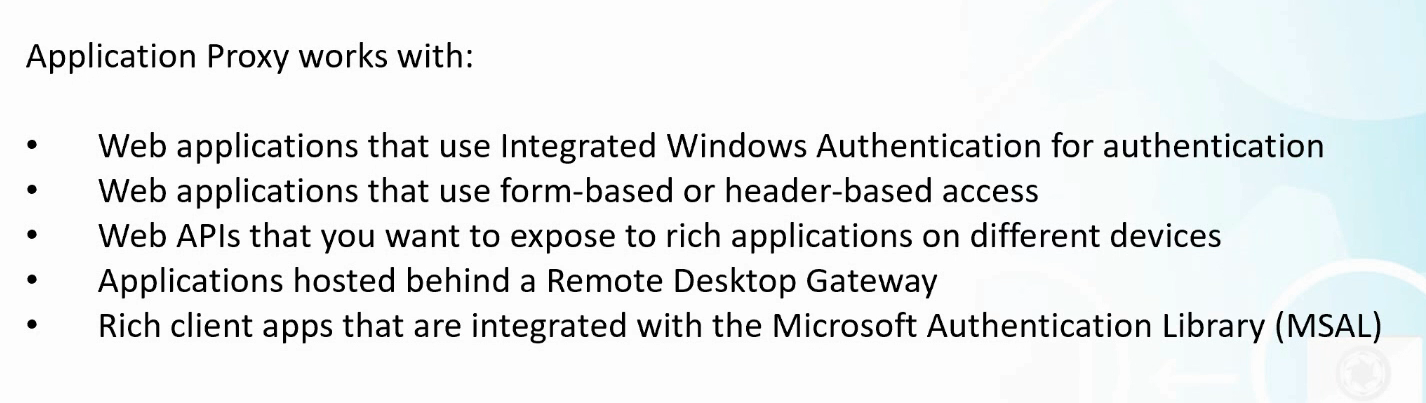 Application Proxy works with:
• Web applications that use Integrated Windows Authentication for authentication
• Web applications that use form-based or header-based access
• Web APIs that you want to expose to rich applications on different devices
• Applications hosted behind a Remote Desktop Gateway
• Rich client apps that are integrated with the Microsoft Authentication Library (MSAL)